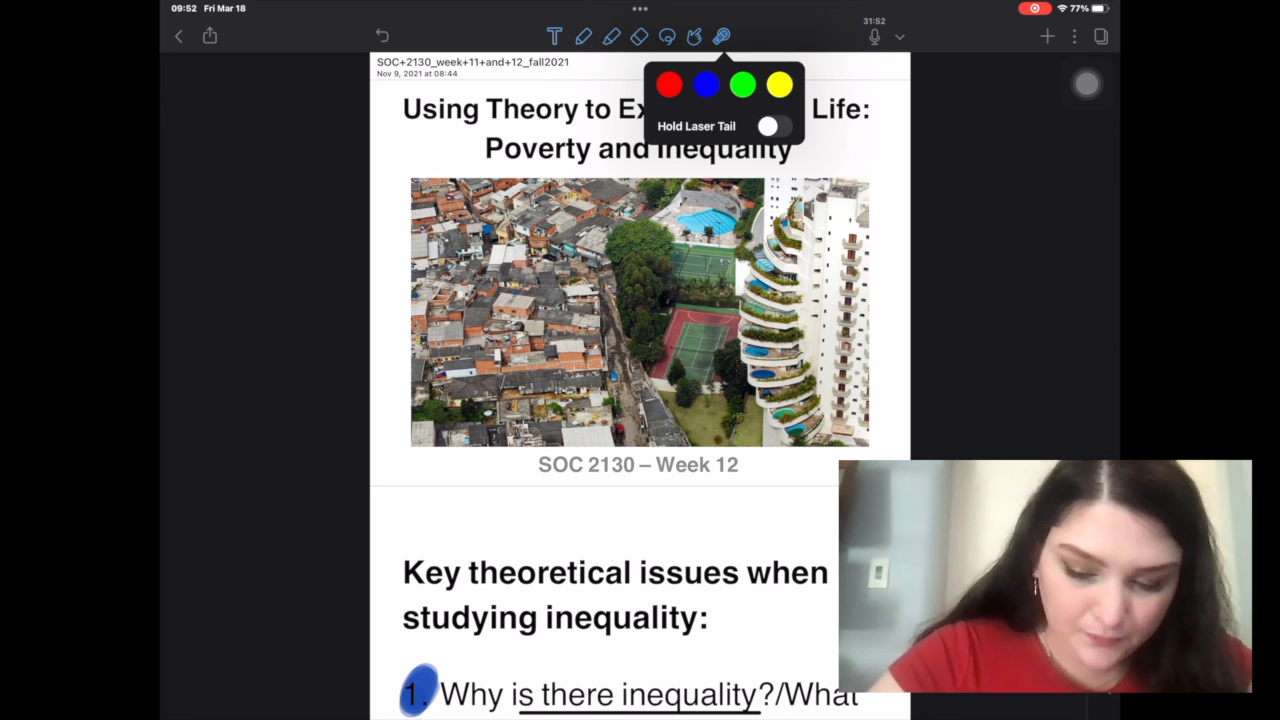 09:52 Fri Mar 18
77%
31:52
SOC+2130_week+11+and+12_fall2021
Nov 9, 2021 at 08:44
Using Theory to Ex Life:
Poverty and Inequality
Hold Laser Tail
SOC 2130 – Week 12
Key theoretical issues when
studying inequality:
1. Why is there inequality?/What